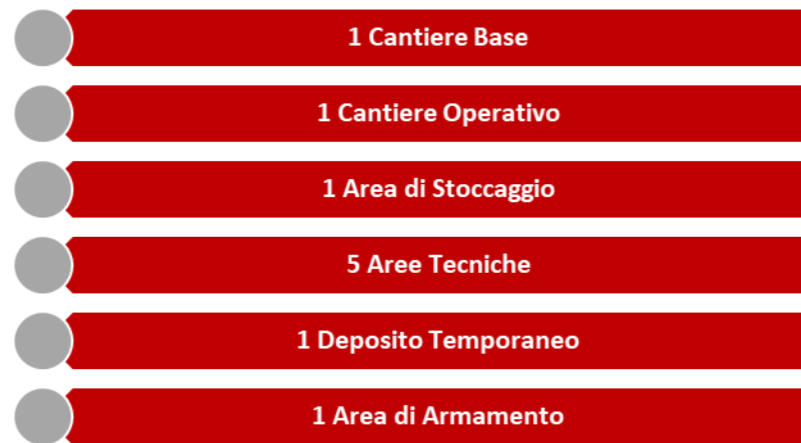 1 Cantiere Base
1 Cantiere Operativo
1 Area di Stoccaggio
5 Aree Tecniche
1 Deposito Temporaneo
1 Area di Armamento